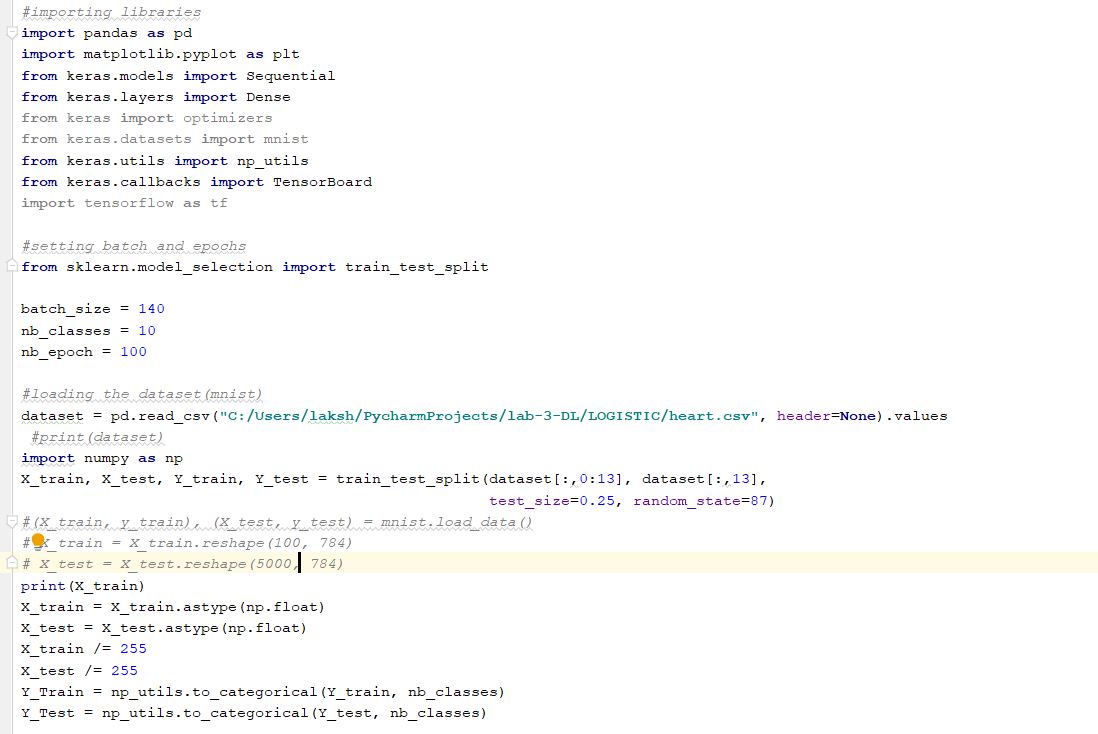 #importing libraries
import pandas as pd
import matplotlib.pyplot as plt
from keras.models import Sequential
from keras.layers import Dense
from keras import optimizers
from keras.datasets import mnist
from keras.utils import np_utils
from keras.callbacks import TensorBoard
import tensorflow as tf
#setting batch and epochs
from sklearn.model_selection import train_test_split
batch_size = 140
nb_classes = 10
nb_epoch = 100
#loading the dataset(mnist)
dataset = pd.read_csv("C:/Users/laksh/PycharmProjects/lab-3-DL/LOGISTIC/heart.csv", header=None).values
#print(dataset)
import numpy as np
X_train, X_test, Y_train, Y_test = train_test_split(dataset[:,0:13], dataset[:,13],
test_size=0.25, random_state=87)
#(X_train, y_train), (X_test, y_test) = mnist.load_data()
# X_train = X_train.reshape(100, 784)
# X_test = X_test.reshape(5000, 784)
print(X_train)
X_train = X_train.astype(np.float)
X_test = X_test.astype(np.float)
X_train /= 255
X_test /= 255
Y_Train = np_utils.to_categorical(Y_train, nb_classes)
Y_Test = np_utils.to_categorical(Y_test, nb_classes)